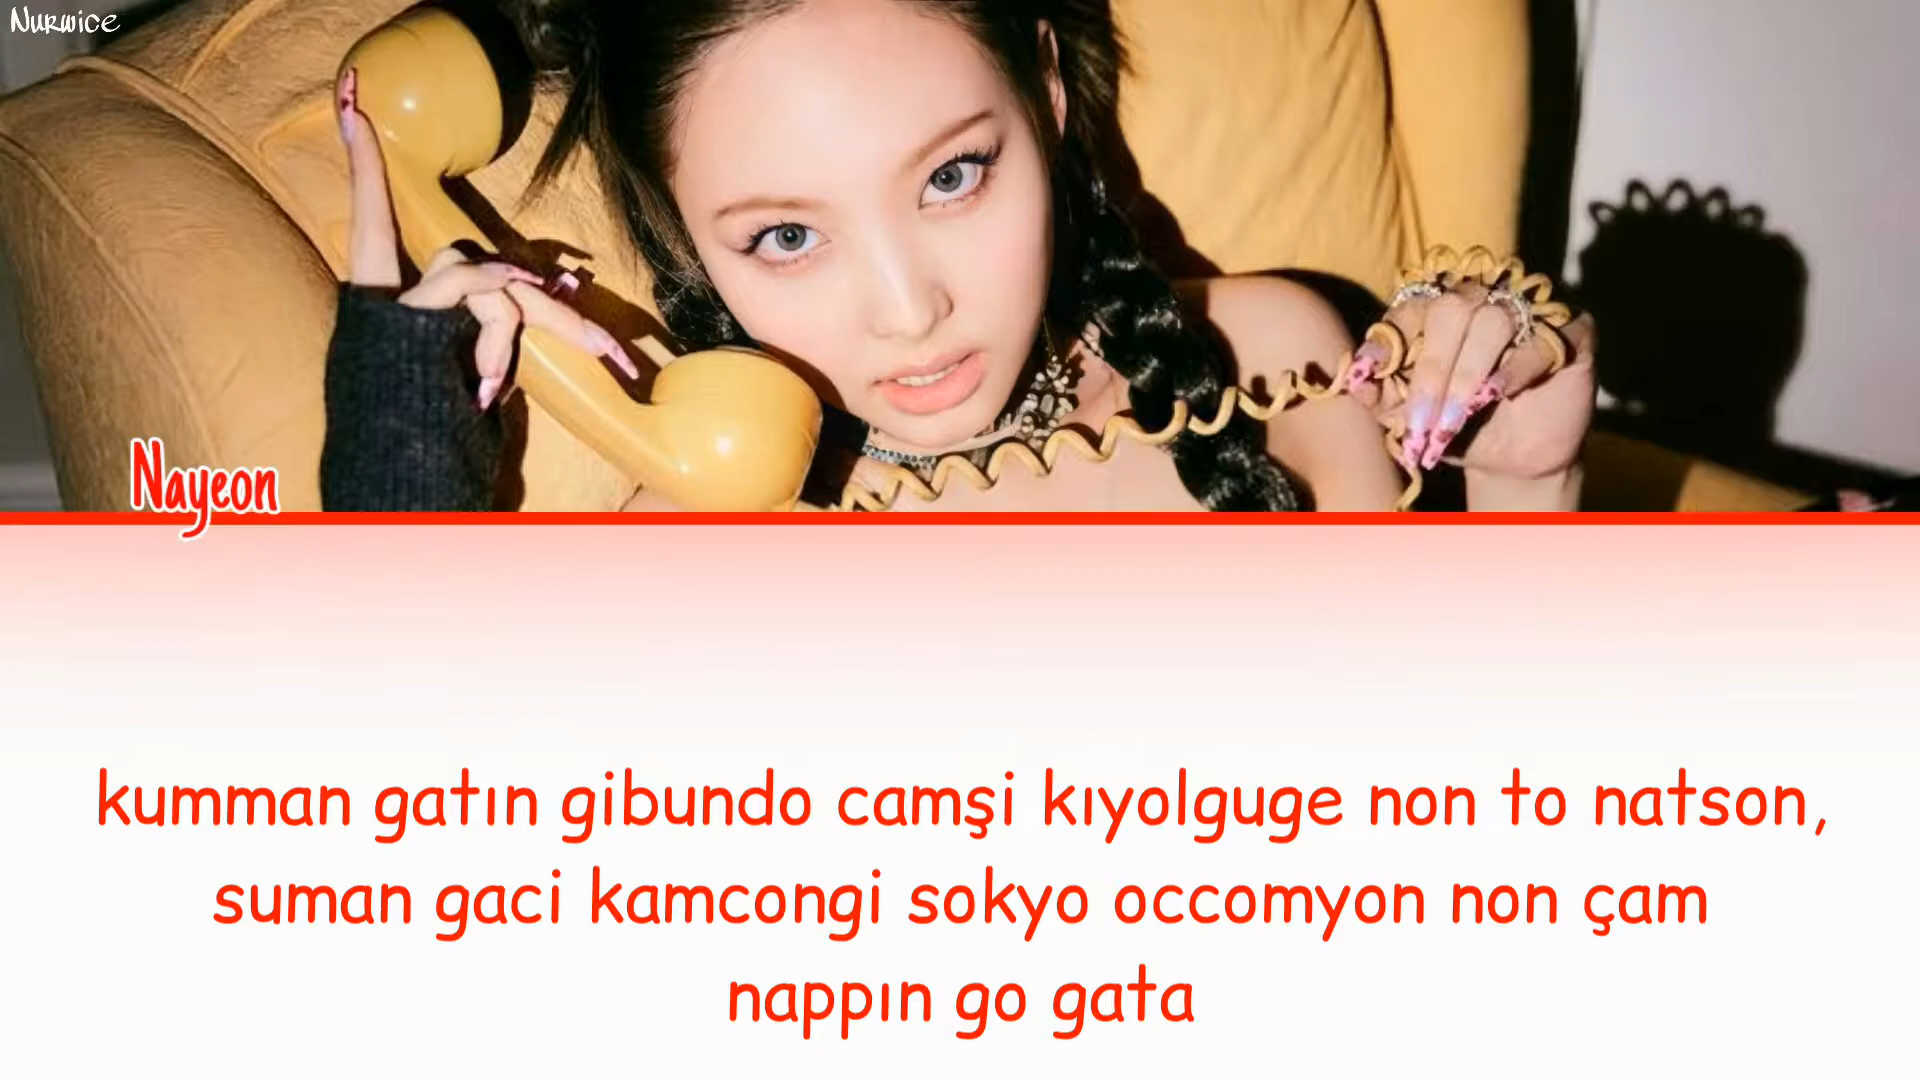 Nurwice
Nayeon
kumman gatın gibundo camşi kıyolguge non to natson,
suman gaci kamcongi sokyo occomyon non çam
nappın go gata